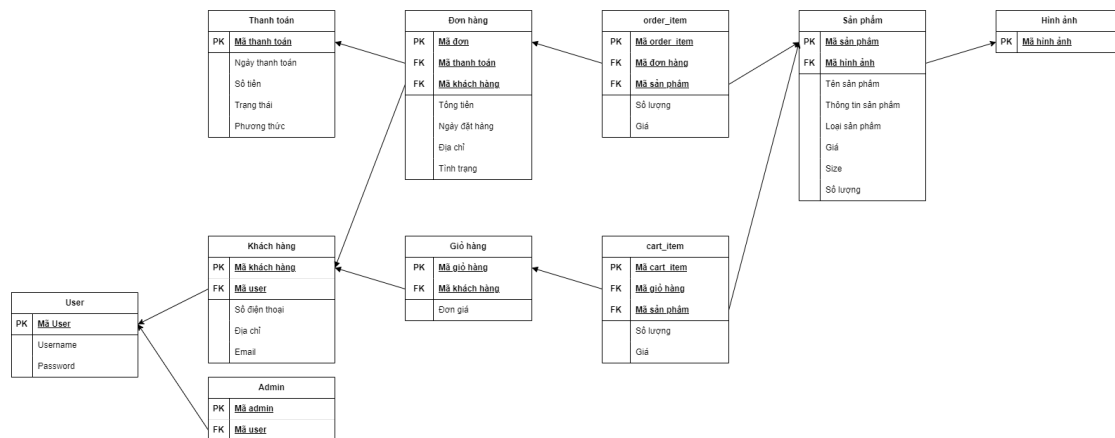 Thanh toán
PK Mã thanh toán
Ngày thanh toán
Số tiền
Trạng thái
Phương thức
Đơn hàng
PK Mã đơn
FK Mã thanh toán
FK Mã khách hàng
Tổng tiền
Ngày đặt hàng
Địa chỉ
Tình trạng
order_item
PK Mã order_item
FK Mã đơn hàng
FK Mã sản phẩm
Số lượng
Giá
Sản phẩm
PK Mã sản phẩm
FK Mã hình ảnh
Tên sản phẩm
Thông tin sản phẩm
Loại sản phẩm
Giá
Size
Số lượng
Hình ảnh
PK Mã hình ảnh
User
PK Mã User
Username
Password
Khách hàng
PK Mã khách hàng
FK Mã user
Số điện thoại
Địa chỉ
Email
Giỏ hàng
PK Mã giỏ hàng
FK Mã khách hàng
Đơn giá
cart_item
PK Mã cart_item
FK Mã giỏ hàng
FK Mã sản phẩm
Số lượng
Giá
Admin
PK Mã admin
FK Mã user